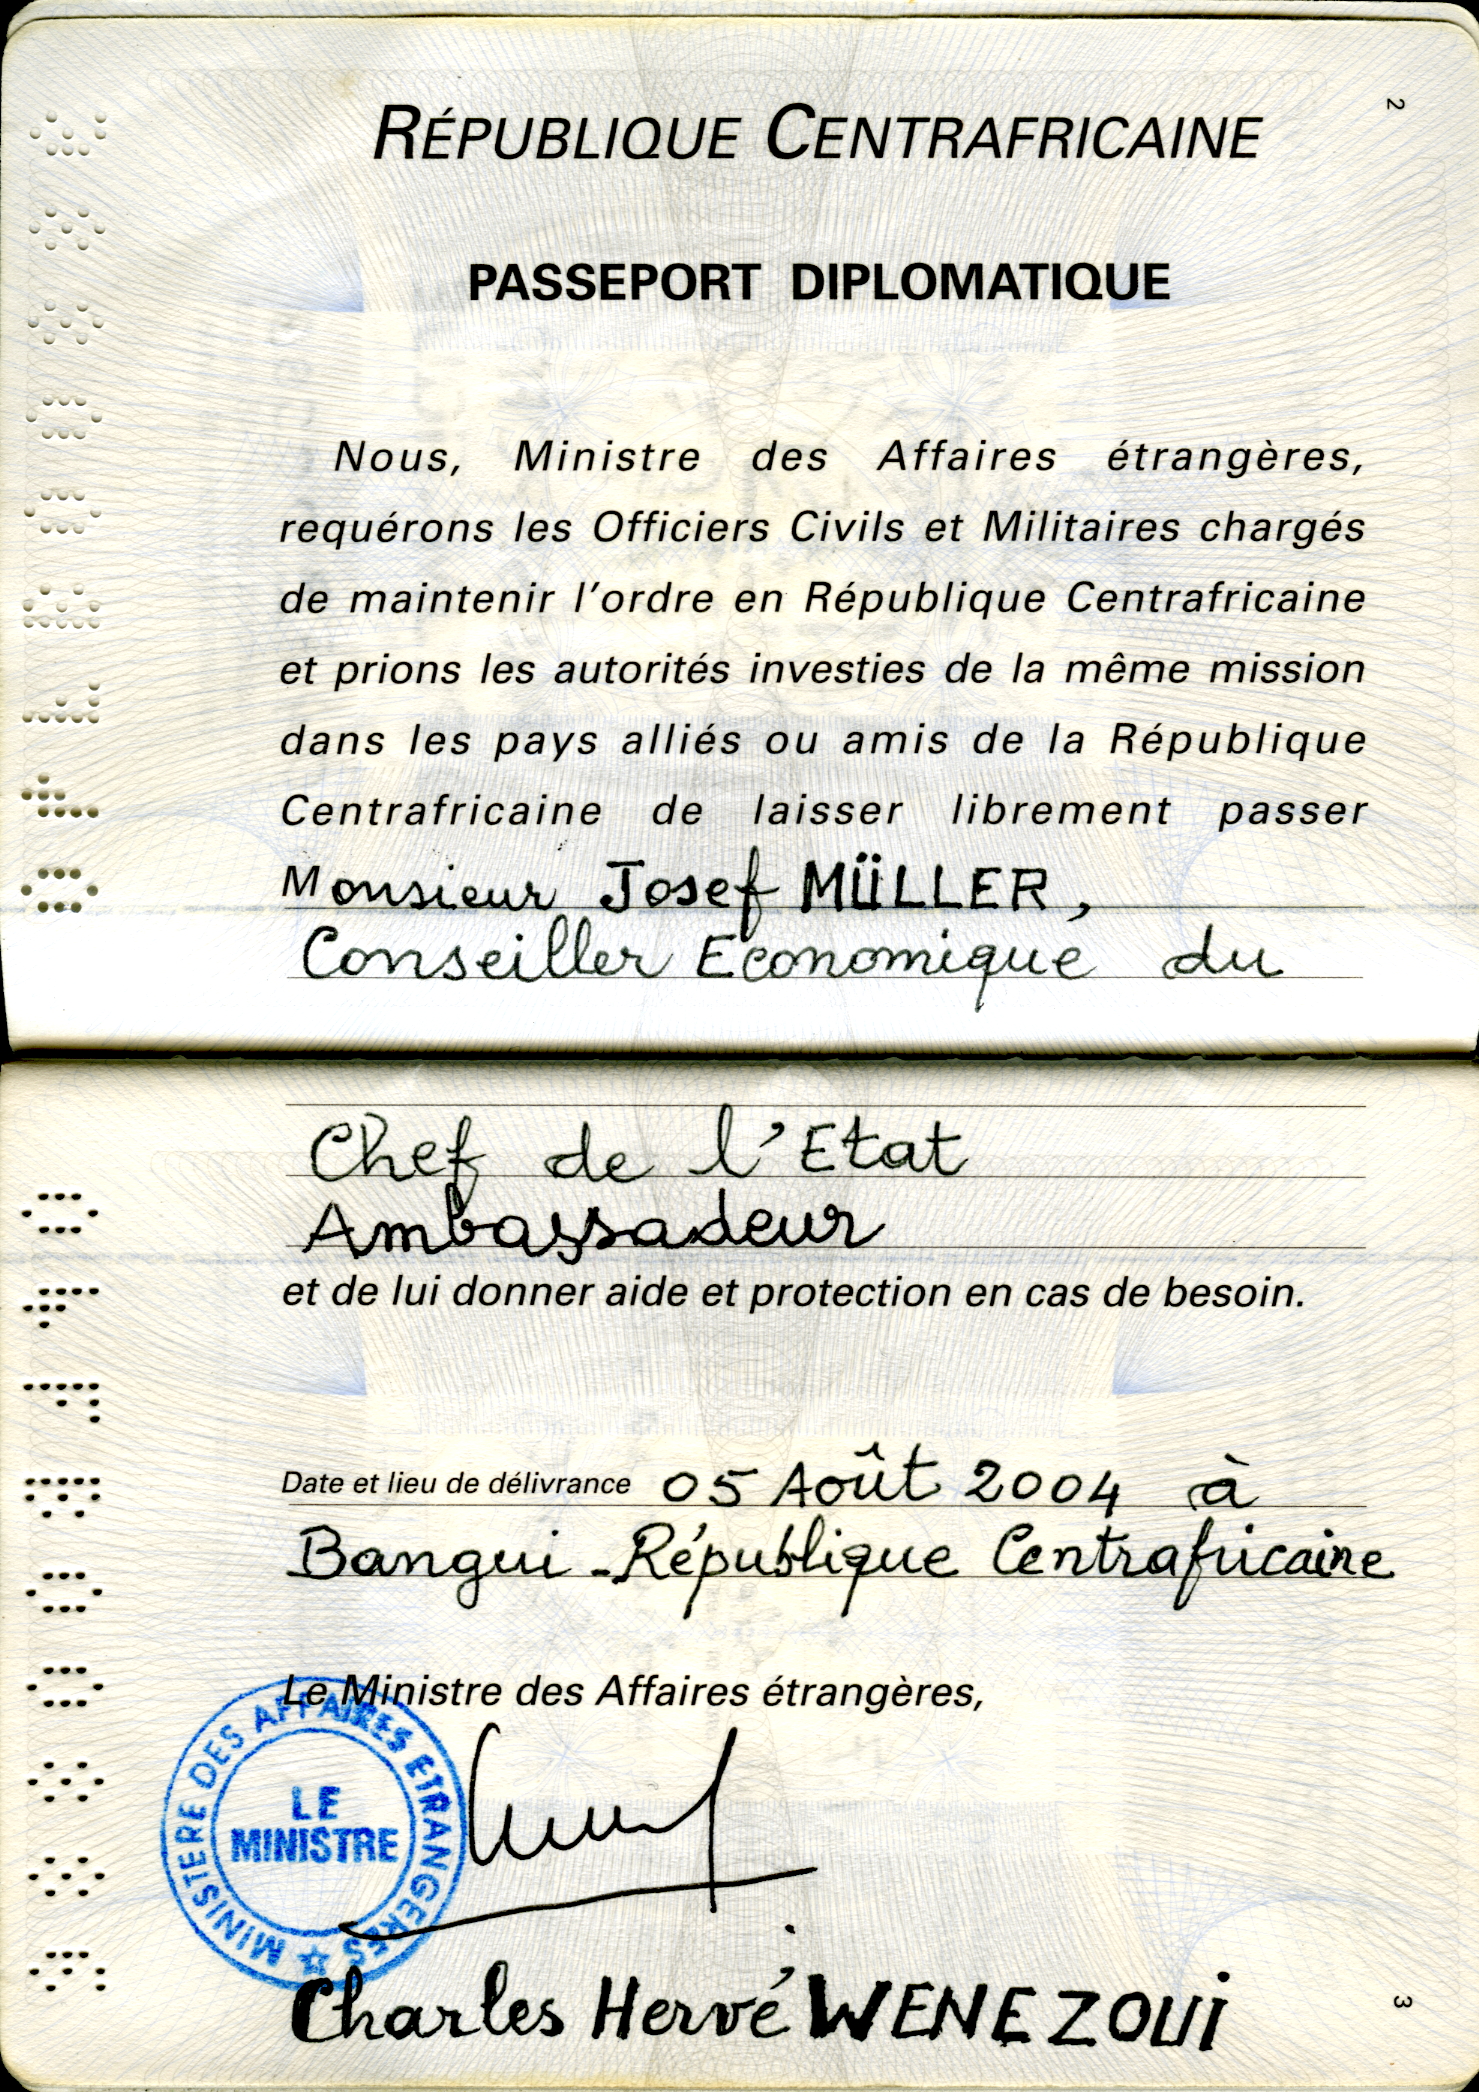 2
RÉPUBLIQUE CENTRAFRICAINE
PASSEPORT DIPLOMATIQUE
Nous, Ministre des Affaires étrangères,
requérons les Officiers Civils et Militaires chargés
de maintenir l'ordre en République Centrafricaine
et prions les autorités investies de la même mission
dans les pays alliés ou amis de la République
Centrafricaine de laisser librement passer
Monsieur Josef MÜLLER,
Conseiller Economique du
Chef de l'Etat
Ambassadeur
et de lui donner aide et protection en cas de besoin.
Date et lieu de délivrance 05 Août 2004 à
Bangui - République Centrafricaine
Le Ministre des Affaires étrangères,
MINISTERE DES AFFAIRES ETRANGERES
LE
MINISTRE
Charles Hervé WENEZOUI
3